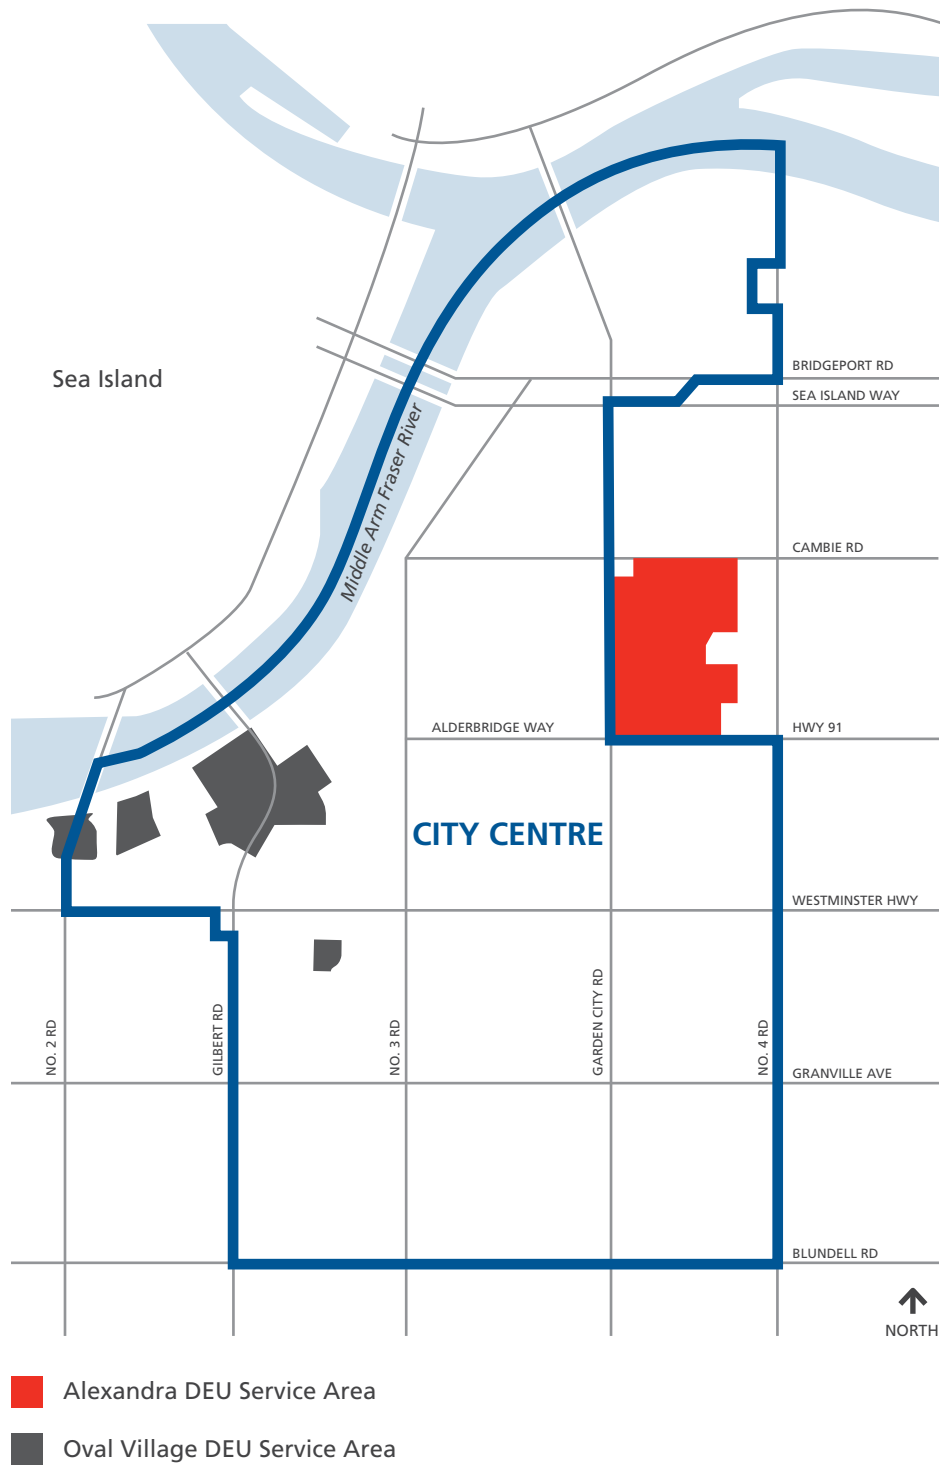 BRIDGEPORT RD
Sea Island
SEA ISLAND WAY
Middle Arm Fraser River
CAMBIE RD
ALDERBRIDGE WAY
HWY 91
CITY CENTRE
WESTMINSTER HWY
NO. 2 RD
GILBERT RD
NO. 3 RD
GARDEN CITY RD
NO. 4 RD
GRANVILLE AVE
BLUNDELL RD
NORTH
Alexandra DEU Service Area
Oval Village DEU Service Area